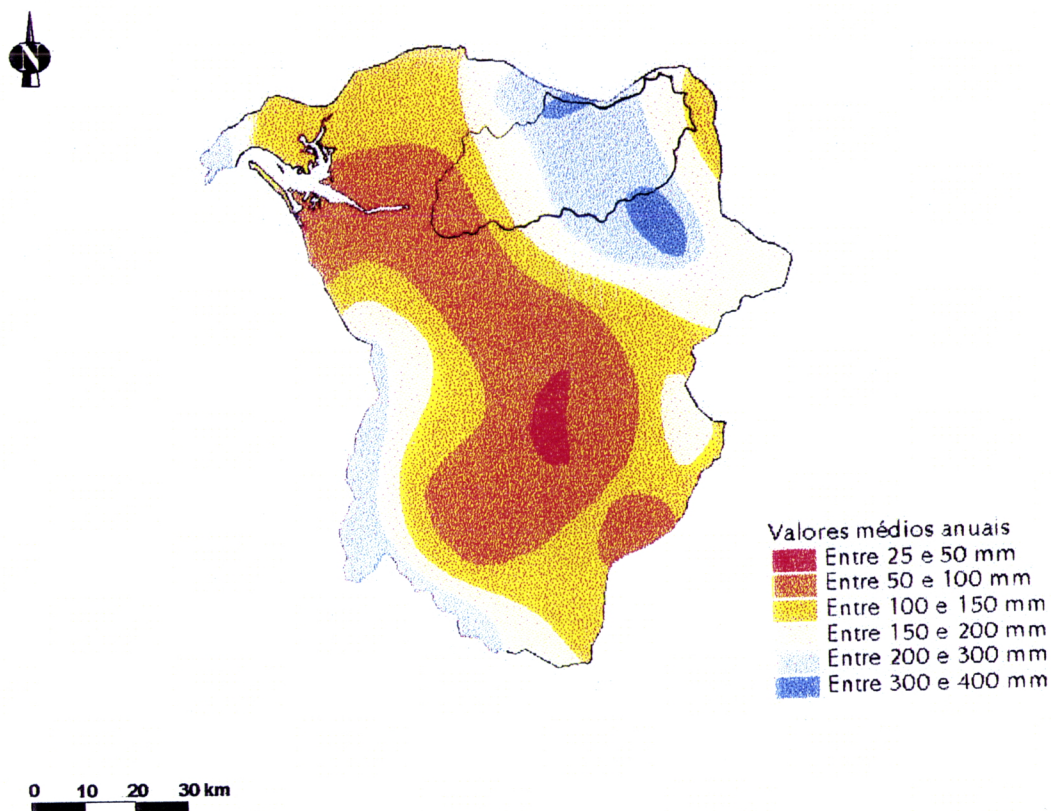 N
Valores médios anuais
Entre 25 e 50 mm
Entre 50 e 100 mm
Entre 100 e 150 mm
Entre 150 e 200 mm
Entre 200 e 300 mm
Entre 300 e 400 mm
0 10 20 30 km